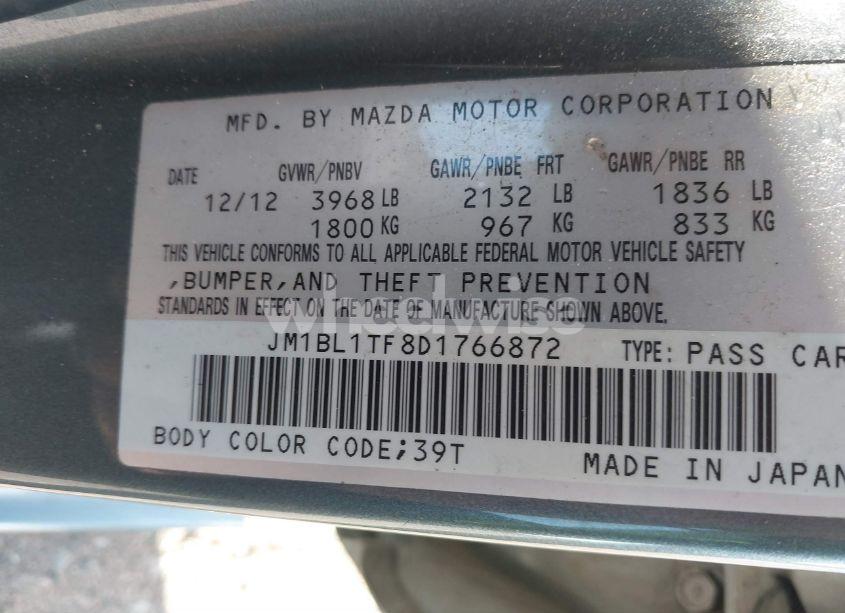 MFD. BY MAZDA MOTOR CORPORATION
DATE GVWR/PNBV GAWR/PNBE FRT GAWR/PNBE RR
12/12 3968 LB 2132 LB 1836 LB
1800 KG 967 KG 833 KG
THIS VEHICLE CONFORMS TO ALL APPLICABLE FEDERAL MOTOR VEHICLE SAFETY
,BUMPER,AND THEFT PREVENTION
STANDARDS IN EFFECT ON THE DATE OF MANUFACTURE SHOWN ABOVE.
JM1BL1TF8D1766872 TYPE: PASS CAR
BODY COLOR CODE;39T MADE IN JAPAN